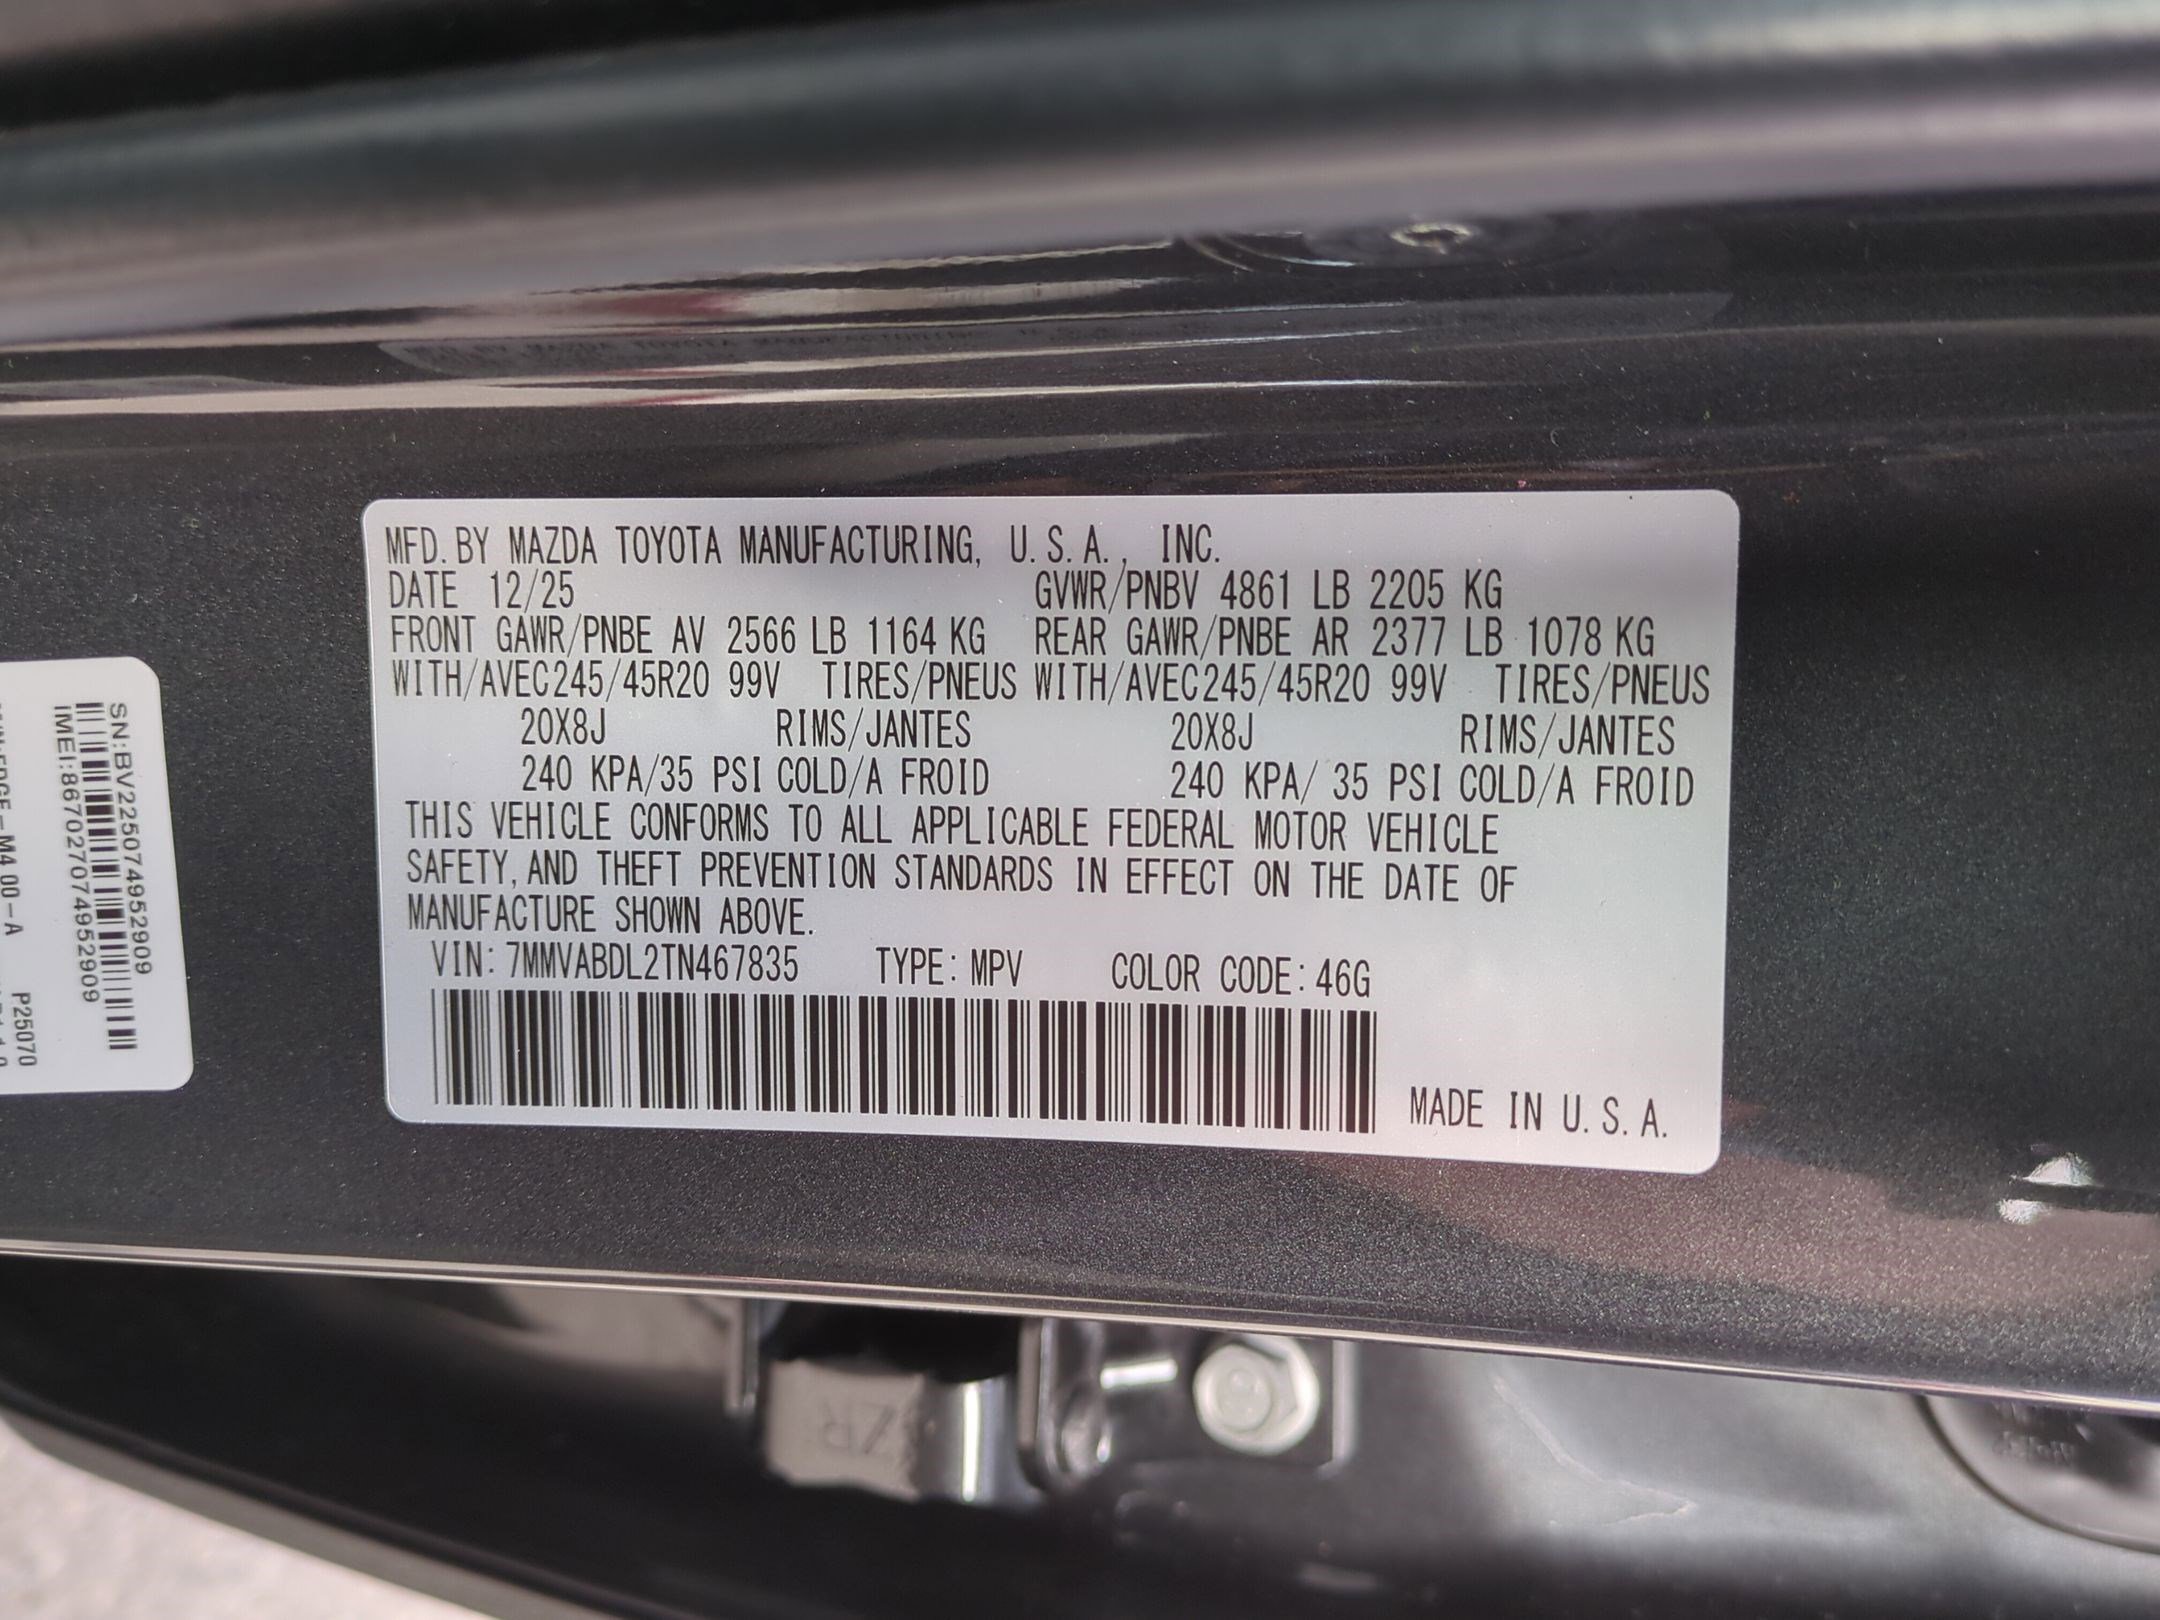 MFD. BY MAZDA TOYOTA MANUFACTURING, U. S. A., INC.
DATE 12/25 GVWR/PNBV 4861 LB 2205 KG
FRONT GAWR/PNBE AV 2566 LB 1164 KG REAR GAWR/PNBE AR 2377 LB 1078 KG
WITH/AVEC245/45R20 99V TIRES/PNEUS WITH/AVEC245/45R20 99V TIRES/PNEUS
20X8J RIMS/JANTES 20X8J RIMS/JANTES
240 KPA/35 PSI COLD/A FROID 240 KPA/ 35 PSI COLD/A FROID
THIS VEHICLE CONFORMS TO ALL APPLICABLE FEDERAL MOTOR VEHICLE
SAFETY, AND THEFT PREVENTION STANDARDS IN EFFECT ON THE DATE OF
MANUFACTURE SHOWN ABOVE.
VIN: 7MMVABDL2TN467835 TYPE: MPV COLOR CODE: 46G
MADE IN U. S. A.
SN:BV225074952909
IMEI:867027074952909
P25070